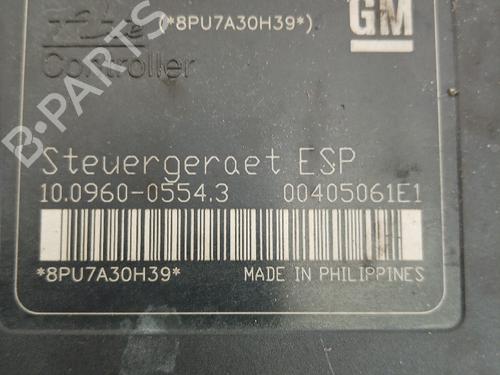 (*8PU7A30H39*)
GM
Controller
B-PARTS
Steuergeraet ESP
10.0960-0554.3 00405061E1
*8PU7A30H39* MADE IN PHILIPPINES